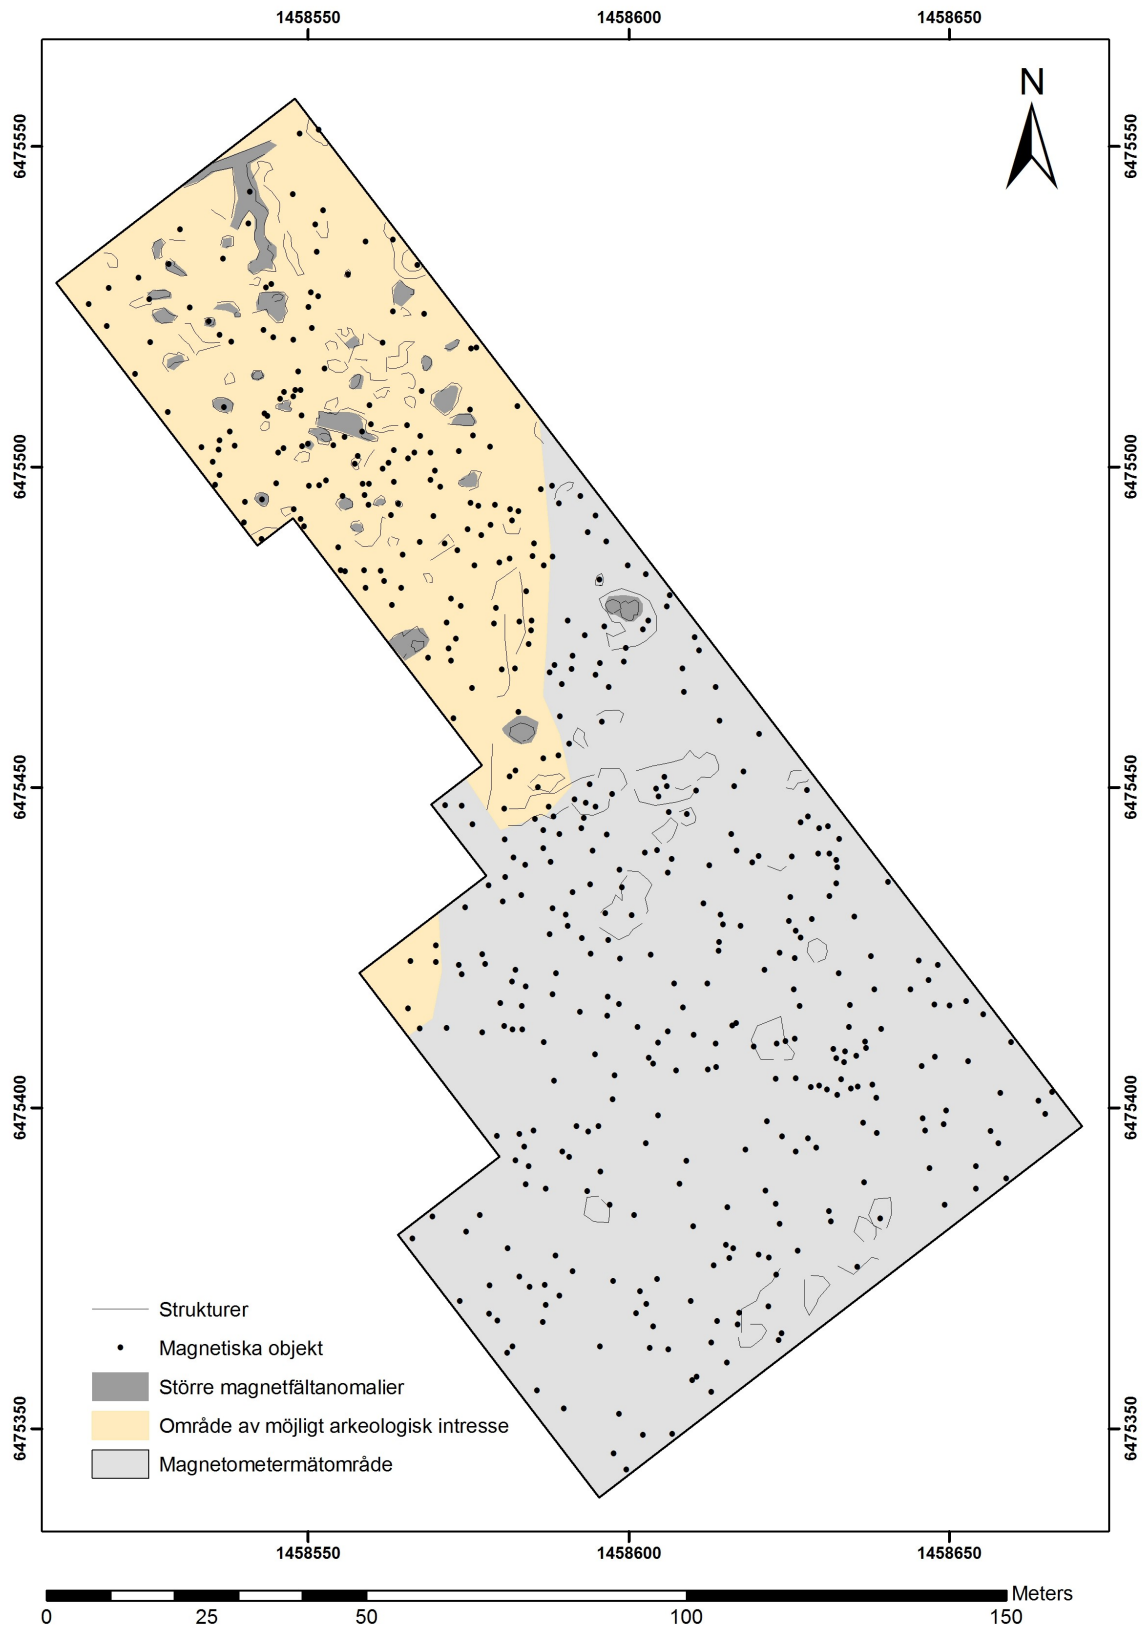 1458550 1458600 1458650
N
6475550 6475550
6475500 6475500
6475450 6475450
6475400 6475400
6475350 6475350
Strukturer
Magnetiska objekt
Större magnetfältanomalier
Område av möjligt arkeologisk intresse
Magnetometermätområde
1458550 1458600 1458650
Meters
0 25 50 100 150